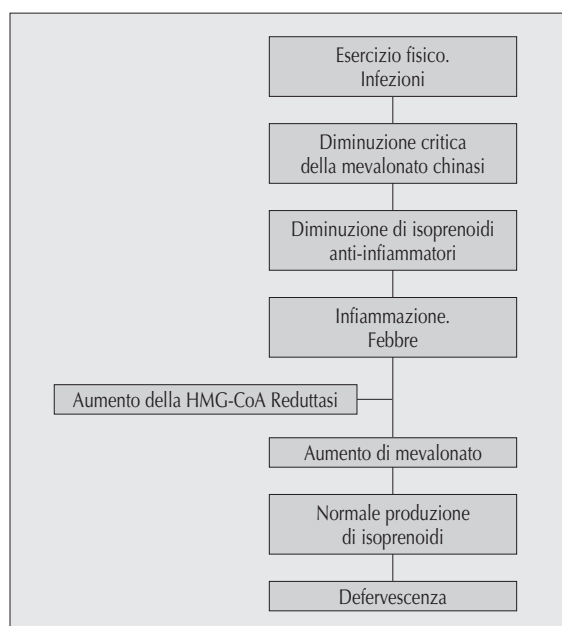 Esercizio fisico.
Infezioni
Diminuzione critica
della mevalonato chinasi
Diminuzione di isoprenoidi
anti-infiammatori
Infiammazione.
Febbre
Aumento della HMG-CoA Reduttasi
Aumento di mevalonato
Normale produzione
di isoprenoidi
Defervescenza